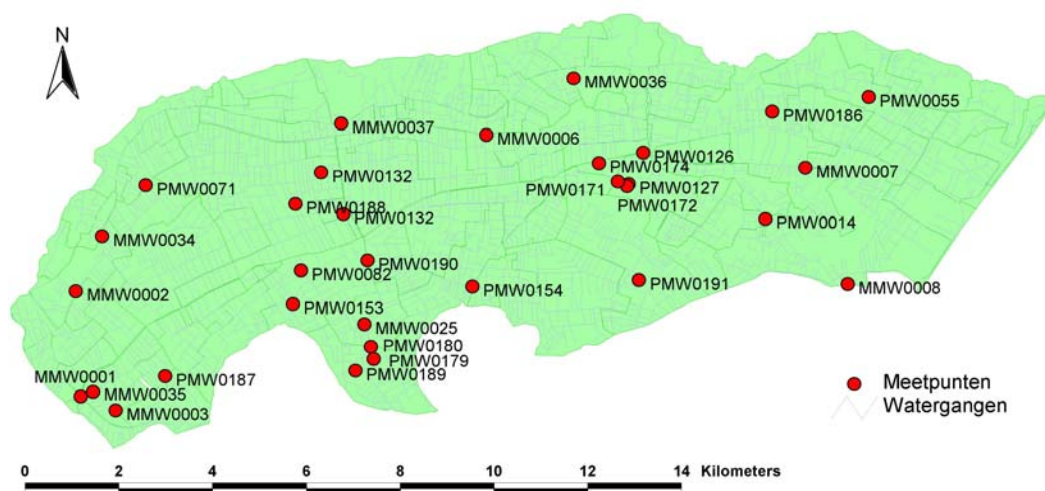 N
MMW0036
PMW0055
PMW0186
MMW0037
MMW0006
PMW0126
PMW0174
MMW0007
PMW0132
PMW0071
PMW0171
PMW0127
PMW0172
PMW0188
PMW0132
PMW0014
MMW0034
PMW0190
PMW0082
PMW0191
MMW0008
PMW0154
MMW0002
PMW0153
MMW0025
PMW0180
PMW0179
PMW0189
MMW0001
PMW0187
MMW0035
MMW0003
Meetpunten
Watergangen
0 2 4 6 8 10 12 14 Kilometers